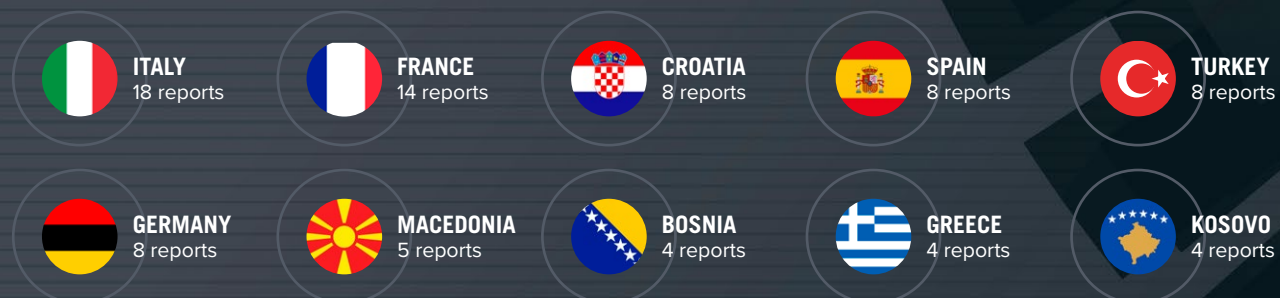 ITALY
18 reports
FRANCE
14 reports
CROATIA
8 reports
SPAIN
8 reports
TURKEY
8 reports
GERMANY
8 reports
MACEDONIA
5 reports
BOSNIA
4 reports
GREECE
4 reports
KOSOVO
4 reports